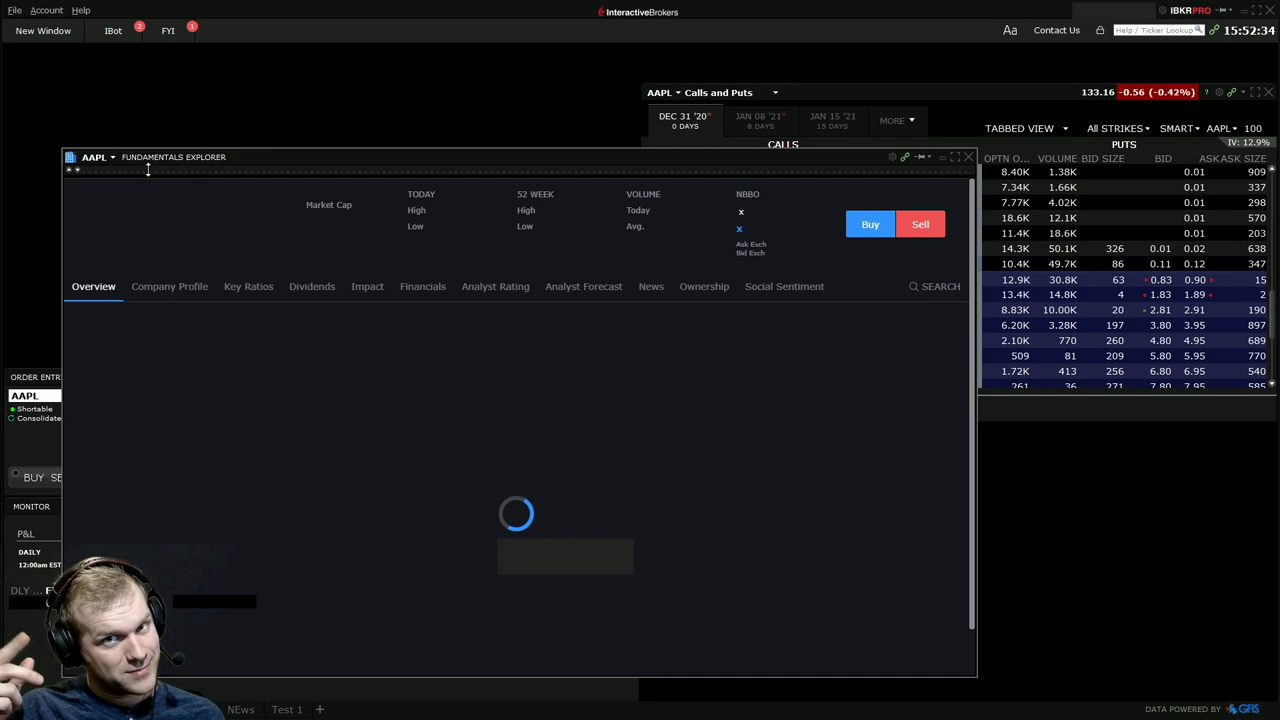 File Account Help
InteractiveBrokers
IBKRPRO
New Window IBot 2 FYI 1
Aa Contact Us Help / Ticker Lookup 15:52:34
AAPL Calls and Puts 133.16 -0.56 (-0.42%) ?
DEC 31 '20 JAN 08 '21 JAN 15 '21 MORE
0 DAYS 8 DAYS 15 DAYS
TABBED VIEW All STRIKES SMART AAPL 100
CALLS PUTS IV: 12.9%
OPTN O... VOLUME BID SIZE BID ASK ASK SIZE
8.40K 1.38K 0.01 909
7.34K 1.66K 0.01 337
7.77K 4.02K 0.01 298
18.6K 12.1K 0.01 570
11.4K 18.6K 0.01 203
14.3K 50.1K 326 0.01 0.02 638
10.4K 49.7K 86 0.11 0.12 347
12.9K 30.8K 63 0.83 0.90 15
13.4K 14.8K 4 1.83 1.89 2
8.83K 10.00K 20 2.81 2.91 190
6.20K 3.28K 197 3.80 3.95 897
2.10K 770 260 4.80 4.95 689
509 81 209 5.80 5.95 770
1.72K 413 256 6.80 6.95 540
261 36 271 7.80 7.95 585
AAPL FUNDAMENTALS EXPLORER
Market Cap
TODAY
High
Low
52 WEEK
High
Low
VOLUME
Today
Avg.
NBBO
x
x
Ask Exch
Bid Exch
Buy Sell
Overview Company Profile Key Ratios Dividends Impact Financials Analyst Rating Analyst Forecast News Ownership Social Sentiment SEARCH
ORDER ENT
AAPL
Shortable
Consolidate
BUY SE
MONITOR
P&L
DAILY
12:00am EST
DLY ...
NEws Test 1 +
DATA POWERED BY GFIS